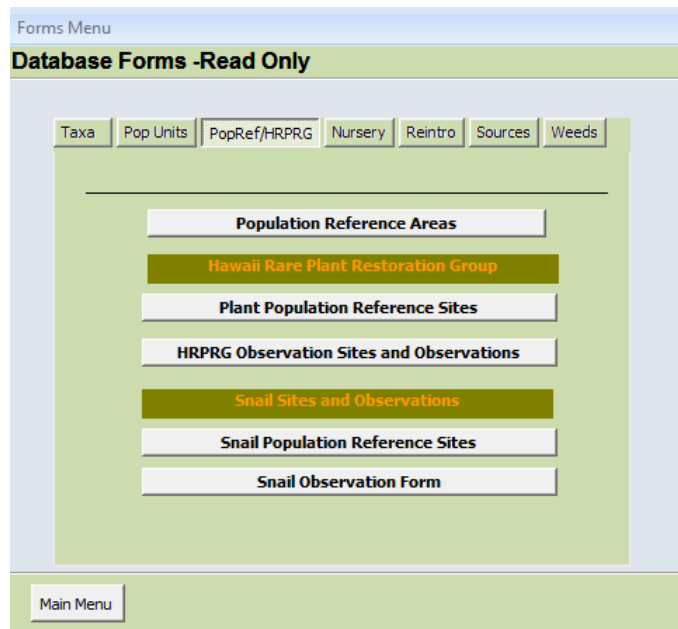 Forms Menu
Database Forms -Read Only
Taxa Pop Units PopRef/HRPRG Nursery Reintro Sources Weeds
Population Reference Areas
Hawaii Rare Plant Restoration Group
Plant Population Reference Sites
HRPRG Observation Sites and Observations
Snail Sites and Observations
Snail Population Reference Sites
Snail Observation Form
Main Menu